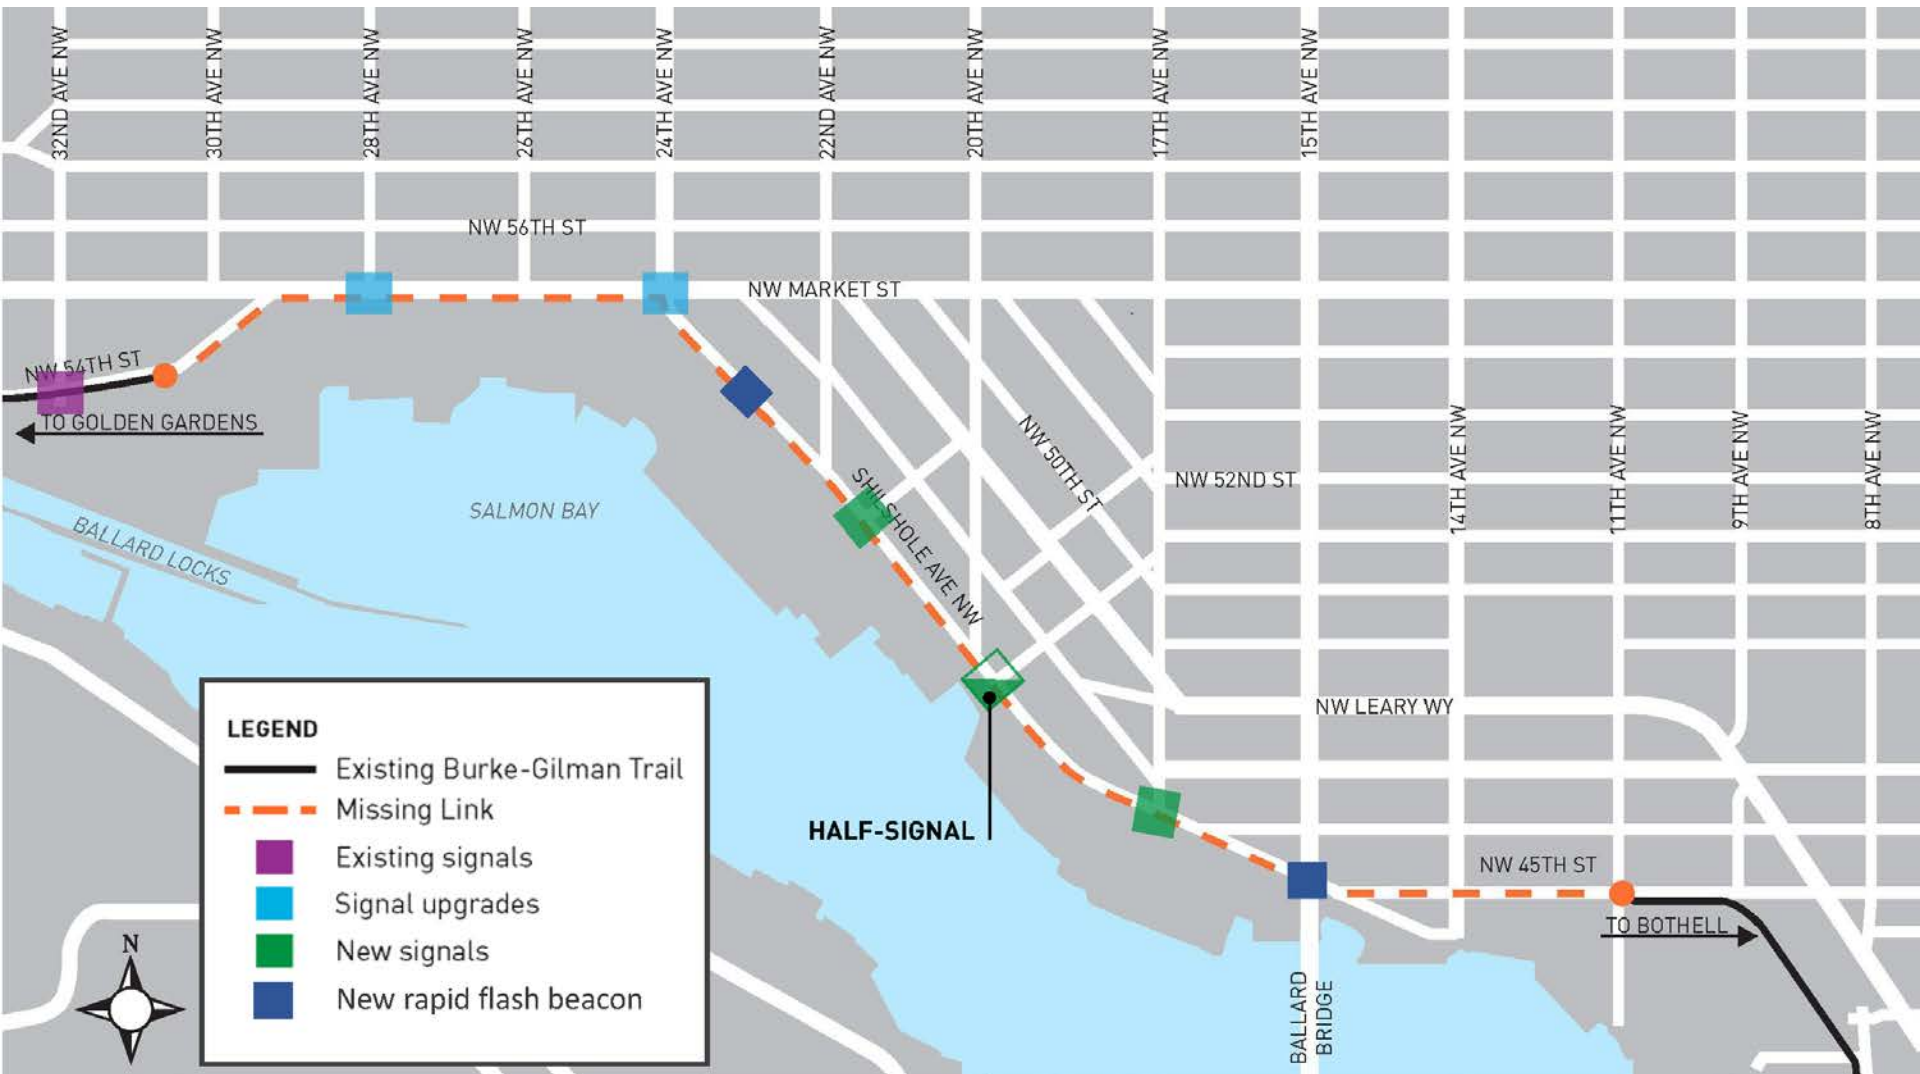 32ND AVE NW
30TH AVE NW
28TH AVE NW
26TH AVE NW
24TH AVE NW
22ND AVE NW
20TH AVE NW
17TH AVE NW
15TH AVE NW
NW 56TH ST
NW MARKET ST
NW 54TH ST
TO GOLDEN GARDENS
SALMON BAY
BALLARD LOCKS
SHILSHOLE AVE NW
NW 50TH ST
NW 52ND ST
14TH AVE NW
11TH AVE NW
9TH AVE NW
8TH AVE NW
NW LEARY WY
HALF-SIGNAL
NW 45TH ST
TO BOTHELL
BALLARD
BRIDGE
LEGEND
Existing Burke-Gilman Trail
Missing Link
Existing signals
Signal upgrades
New signals
New rapid flash beacon
N